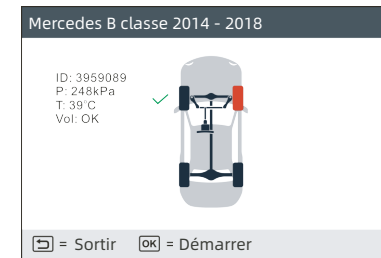 Mercedes B classe 2014 - 2018
ID: 3959089
P: 248kPa
T: 39°C
Vol: OK
= Sortir OK = Démarrer